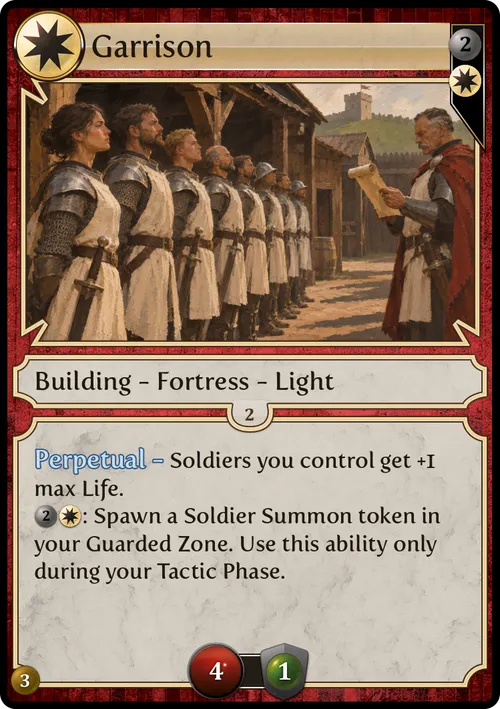 Garrison
2
Building – Fortress – Light
2
Perpetual – Soldiers you control get +1
max Life.
2 : Spawn a Soldier Summon token in
your Guarded Zone. Use this ability only
during your Tactic Phase.
3
4*
1